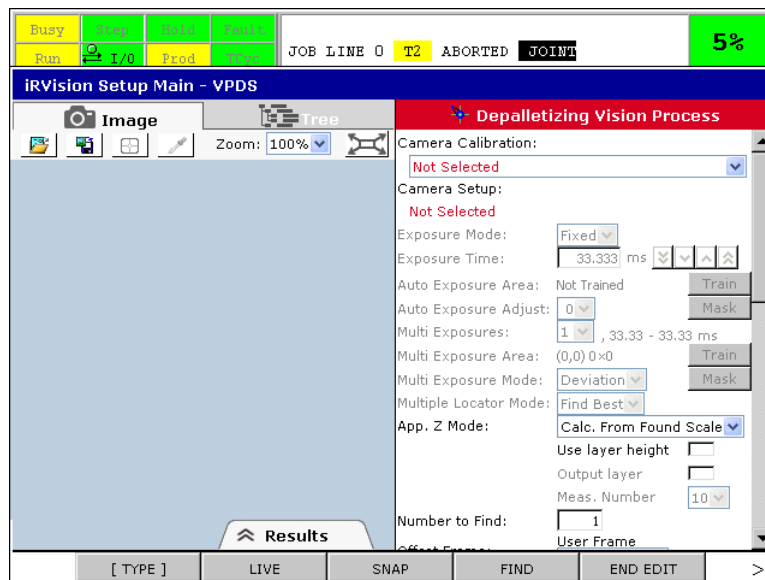 Busy Step Hold Fault
Run I/O Prod TCyc
JOB LINE 0 T2 ABORTED JOINT
5%
iRVision Setup Main - VPDS
Image Tree
Zoom: 100%
Depalletizing Vision Process
Camera Calibration:
Not Selected
Camera Setup:
Not Selected
Exposure Mode: Fixed
Exposure Time: 33.333 ms
Auto Exposure Area: Not Trained Train
Auto Exposure Adjust: 0 Mask
Multi Exposures: 1 , 33.33 - 33.33 ms
Multi Exposure Area: (0,0) 0×0 Train
Multi Exposure Mode: Deviation Mask
Multiple Locator Mode: Find Best
App. Z Mode: Calc. From Found Scale
Use layer height
Output layer
Meas. Number 10
Number to Find: 1
Offset Frame: User Frame
Results
[ TYPE ] LIVE SNAP FIND END EDIT >